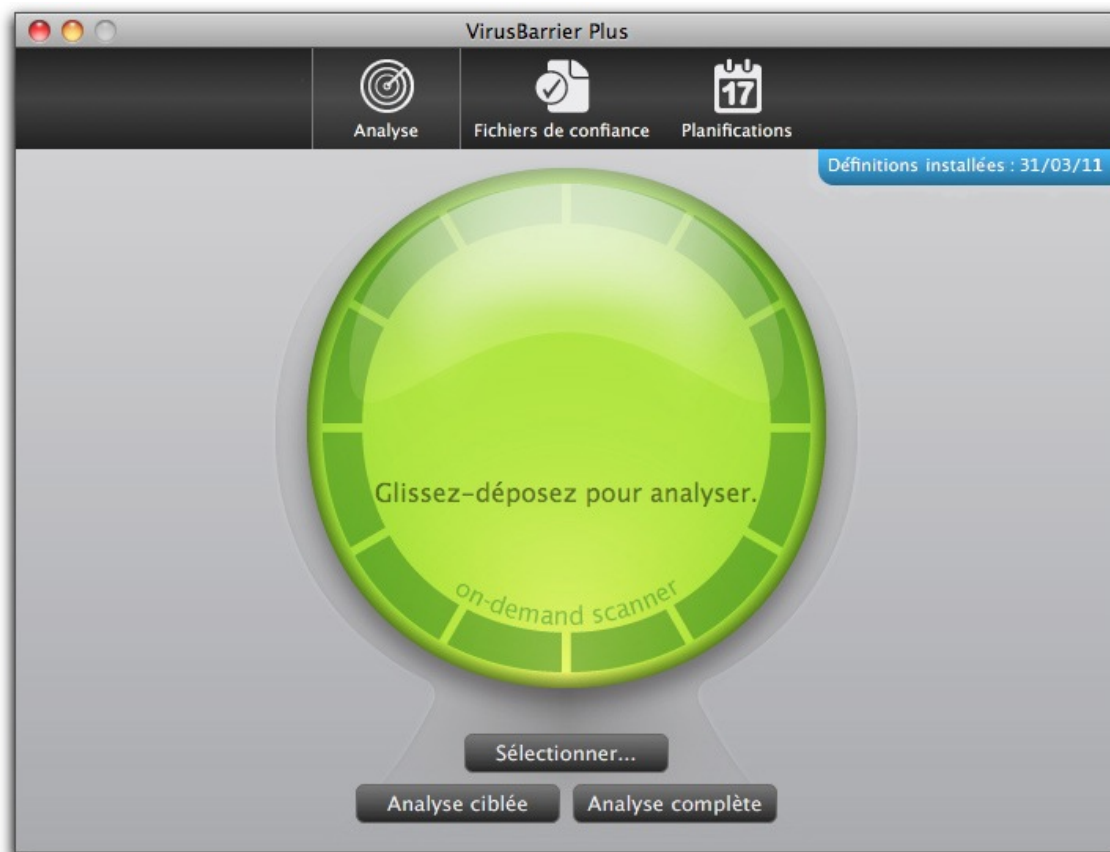 VirusBarrier Plus
17
Analyse
Fichiers de confiance
Planifications
Définitions installées : 31/03/11
Glissez-déposez pour analyser.
on-demand scanner
Sélectionner...
Analyse ciblée
Analyse complète